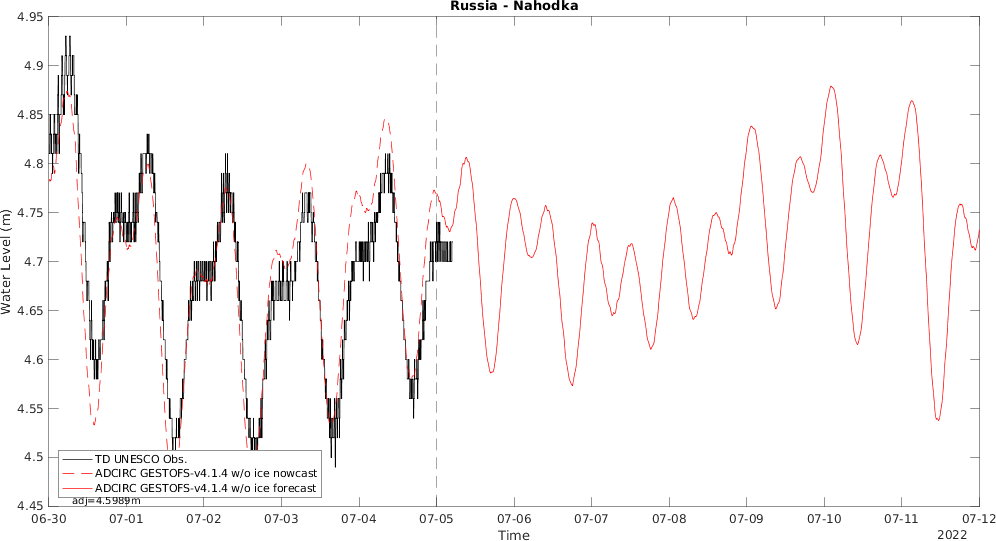 Russia - Nahodka
4.95
4.9
4.85
4.8
4.75
4.7
4.65
4.6
4.55
4.5
4.45
Water Level (m)
TD UNESCO Obs.
ADCIRC GESTOFS-v4.1.4 w/o ice nowcast
ADCIRC GESTOFS-v4.1.4 w/o ice forecast
adj=4.5989m
06-30 07-01 07-02 07-03 07-04 07-05 07-06 07-07 07-08 07-09 07-10 07-11 07-12
Time
2022